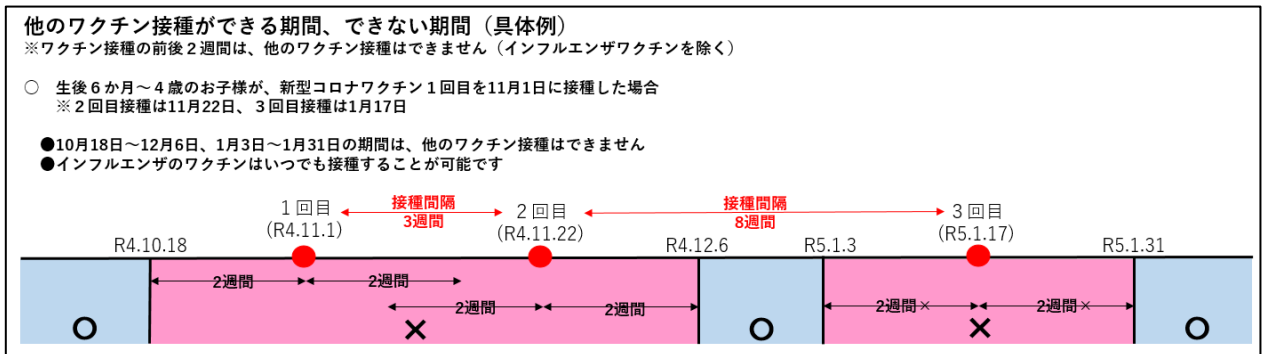 他のワクチン接種ができる期間、できない期間（具体例）
※ワクチン接種の前後２週間は、他のワクチン接種はできません（インフルエンザワクチンを除く）
○　生後６か月～４歳のお子様が、新型コロナワクチン１回目を11月1日に接種した場合
※２回目接種は11月22日、３回目接種は1月17日
●10月18日～12月6日、1月3日～1月31日の期間は、他のワクチン接種はできません
●インフルエンザのワクチンはいつでも接種することが可能です
１回目
(R4.11.1)
接種間隔
3週間
２回目
(R4.11.22)
接種間隔
8週間
３回目
(R5.1.17)
R4.10.18
R4.12.6
R5.1.3
R5.1.31
2週間
2週間
2週間
2週間
2週間×
2週間×
○
×
○
×
○